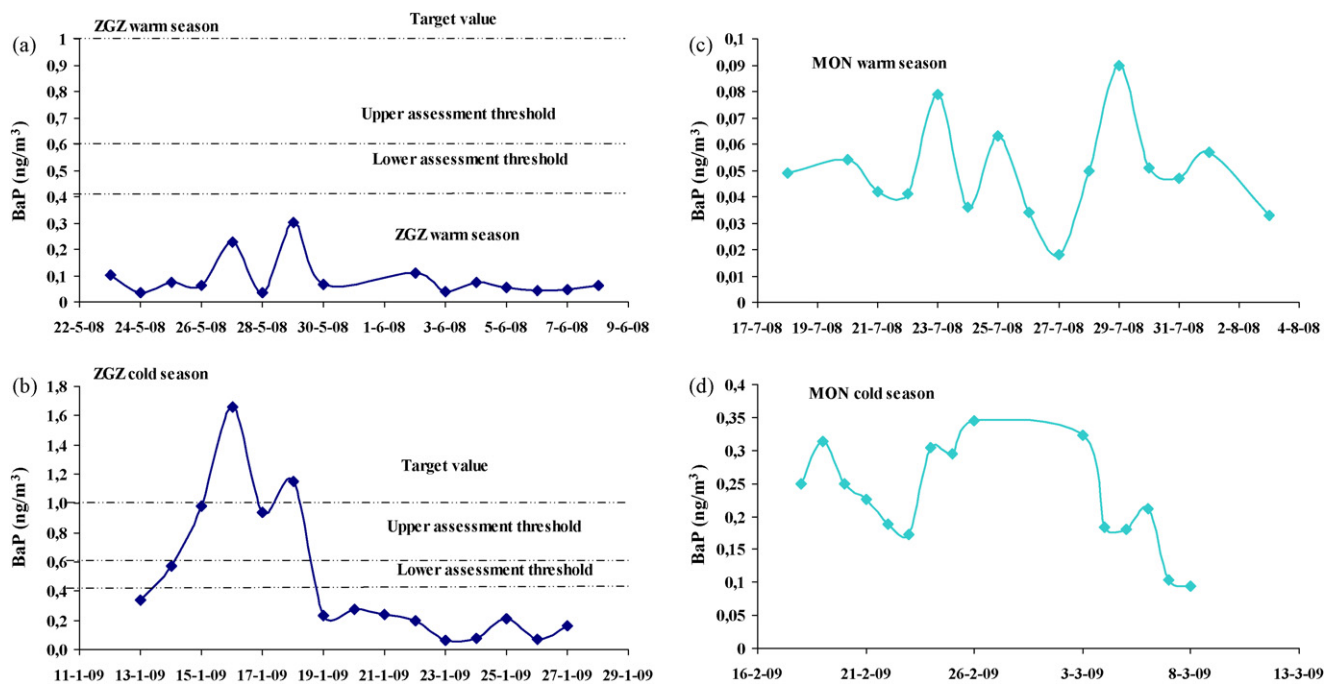 (a)
ZGZ warm season
Target value
1
0,9
0,8
0,7
Upper assessment threshold
0,6
Lower assessment threshold
0,5
0,4
0,3
ZGZ warm season
0,2
0,1
0
BaP (ng/m³)
22-5-08 24-5-08 26-5-08 28-5-08 30-5-08 1-6-08 3-6-08 5-6-08 7-6-08 9-6-08
(c)
0,1
MON warm season
0,09
0,08
0,07
0,06
0,05
0,04
0,03
0,02
0,01
0
BaP (ng/m³)
17-7-08 19-7-08 21-7-08 23-7-08 25-7-08 27-7-08 29-7-08 31-7-08 2-8-08 4-8-08
(b)
ZGZ cold season
1,8
1,6
1,4
Target value
1,2
1,0
Upper assessment threshold
0,8
0,6
Lower assessment threshold
0,4
0,2
0
BaP (ng/m³)
11-1-09 13-1-09 15-1-09 17-1-09 19-1-09 21-1-09 23-1-09 25-1-09 27-1-09 29-1-09
(d)
0,4
MON cold season
0,35
0,3
0,25
0,2
0,15
0,1
0,05
0
BaP (ng/m³)
16-2-09 21-2-09 26-2-09 3-3-09 8-3-09 13-3-09